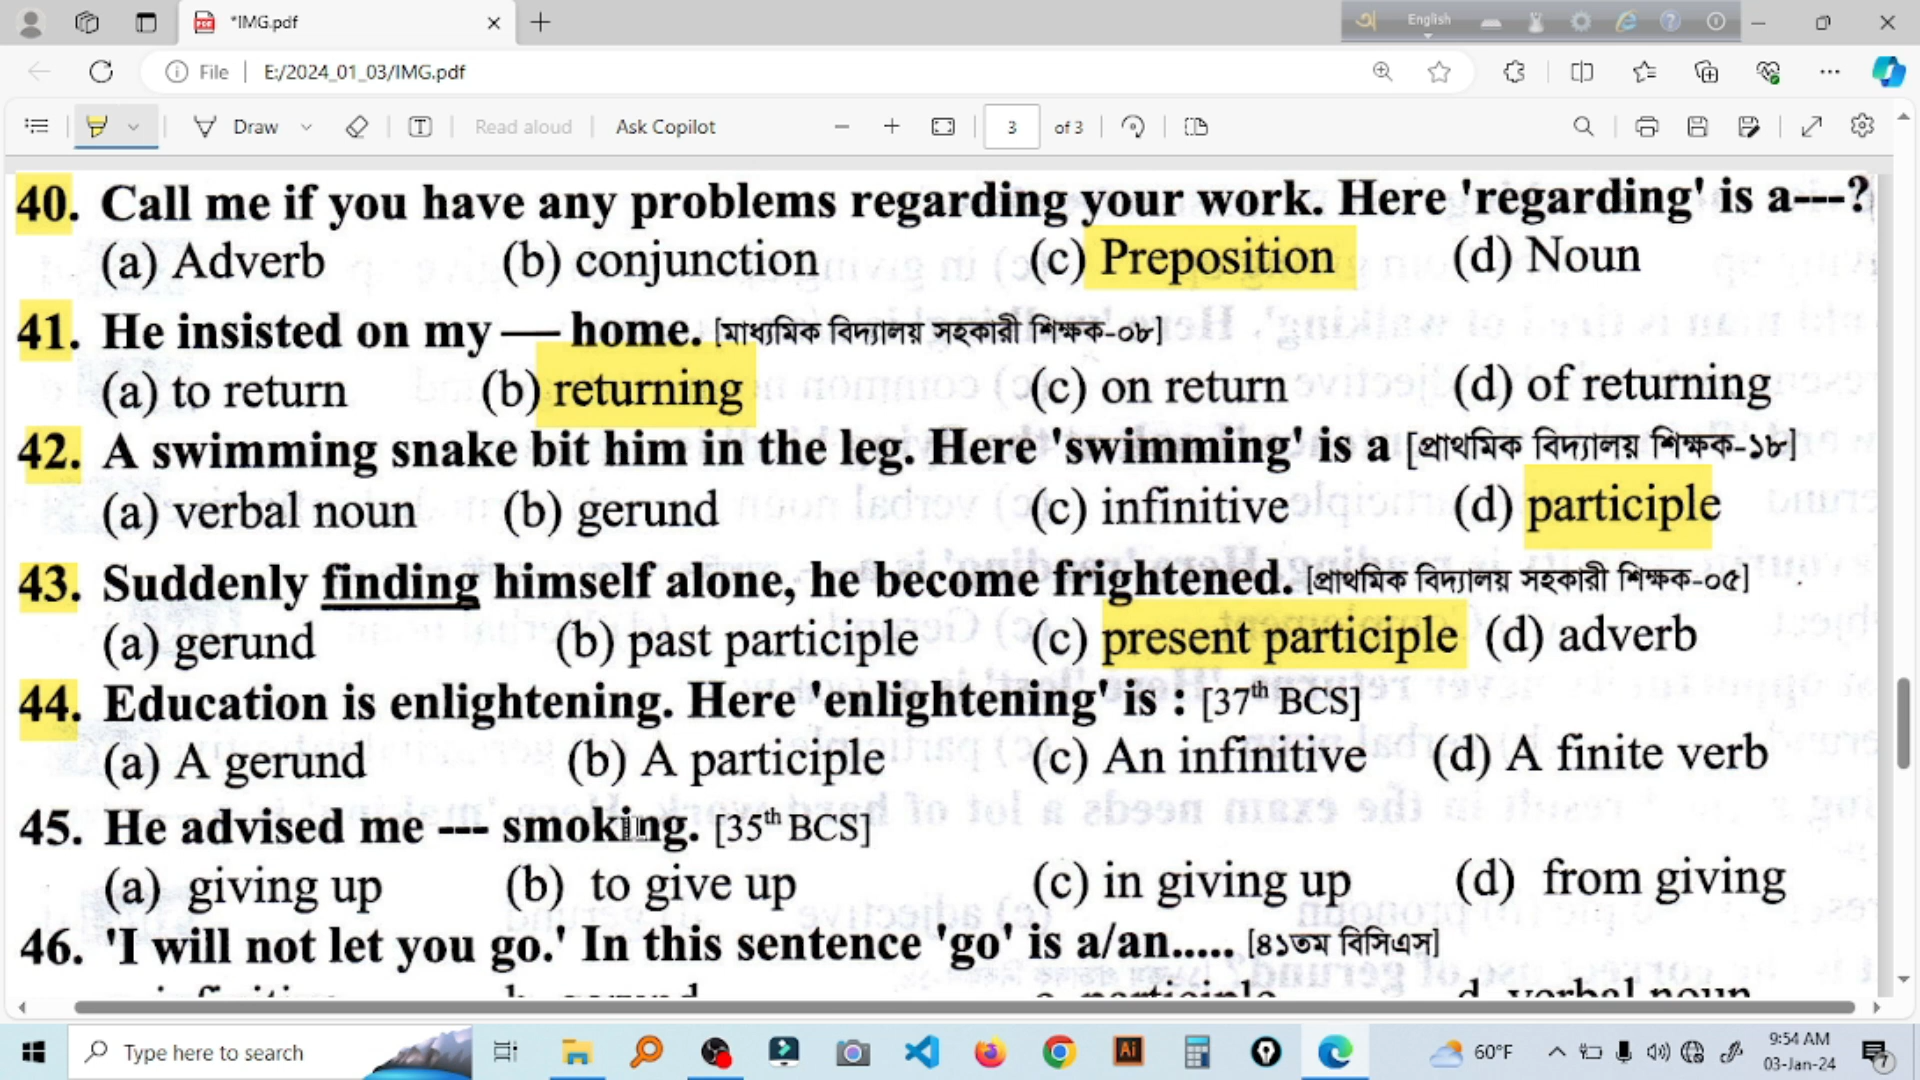 *IMG.pdf
English
File
E:/2024_01_03/IMG.pdf
Draw
Read aloud
Ask Copilot
3
of 3
40. Call me if you have any problems regarding your work. Here 'regarding' is a---?
(a) Adverb (b) conjunction (c) Preposition (d) Noun
41. He insisted on my — home. [মাধ্যমিক বিদ্যালয় সহকারী শিক্ষক-০৮]
(a) to return (b) returning (c) on return (d) of returning
42. A swimming snake bit him in the leg. Here 'swimming' is a [প্রাথমিক বিদ্যালয় শিক্ষক-১৮]
(a) verbal noun (b) gerund (c) infinitive (d) participle
43. Suddenly finding himself alone, he become frightened. [প্রাথমিক বিদ্যালয় সহকারী শিক্ষক-০৫]
(a) gerund (b) past participle (c) present participle (d) adverb
44. Education is enlightening. Here 'enlightening' is : [37th BCS]
(a) A gerund (b) A participle (c) An infinitive (d) A finite verb
45. He advised me --- smoking. [35th BCS]
(a) giving up (b) to give up (c) in giving up (d) from giving
46. 'I will not let you go.' In this sentence 'go' is a/an..... [৪১তম বিসিএস]
Type here to search
60°F
9:54 AM
03-Jan-24
7